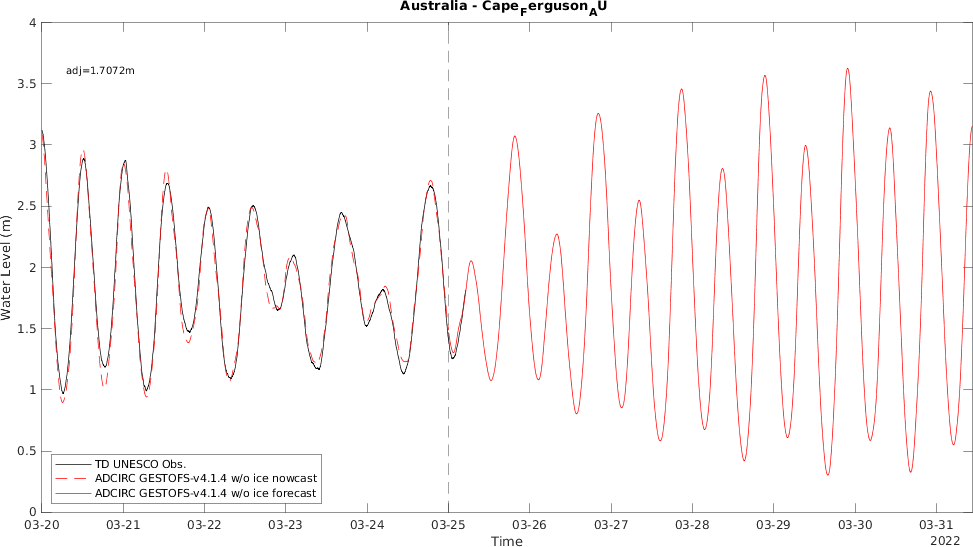 Australia - Cape_Ferguson_AU
4
adj=1.7072m
3.5
3
2.5
2
1.5
1
0.5
0
Water Level (m)
TD UNESCO Obs.
ADCIRC GESTOFS-v4.1.4 w/o ice nowcast
ADCIRC GESTOFS-v4.1.4 w/o ice forecast
03-20 03-21 03-22 03-23 03-24 03-25 03-26 03-27 03-28 03-29 03-30 03-31
Time
2022